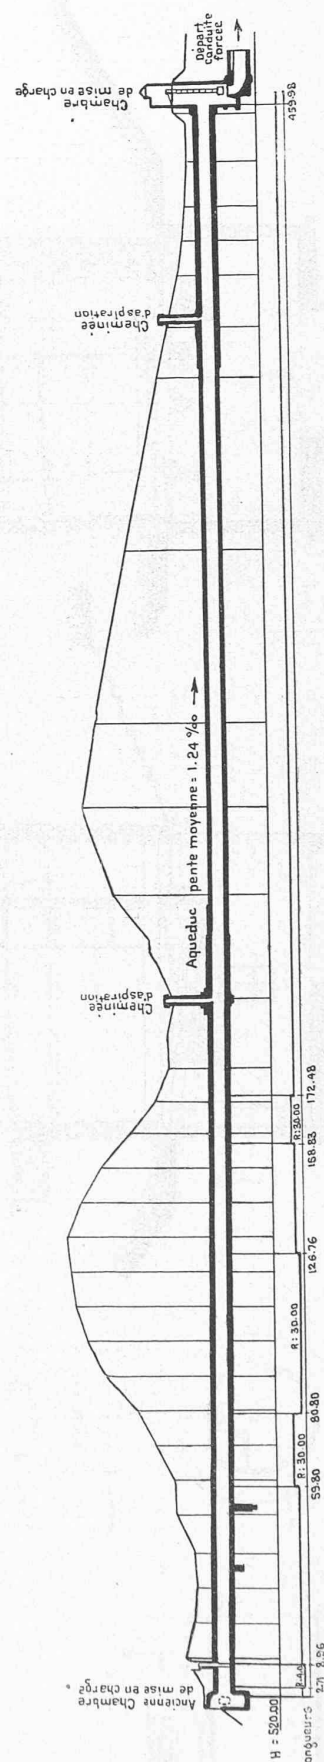 Ancienne Chambre
de mise en charge
Cheminée
d'aspiration
Aqueduc pente moyenne = 1.24 ‰
Cheminée
d'aspiration
Chambre
de mise en charge
Départ
conduite
forcée
H = 520.00
R: 30.00
R: 30.00
R: 30.00
59.80
80.80
126.76
158.83
172.48
459.98